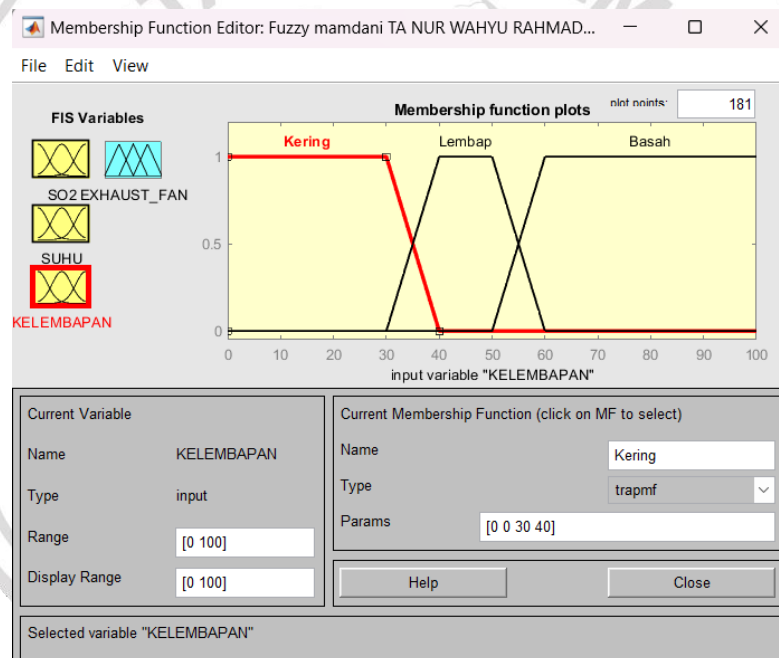 Membership Function Editor: Fuzzy mamdani TA NUR WAHYU RAHMAD...
File Edit View
FIS Variables
SO2 EXHAUST_FAN
SUHU
KELEMBAPAN
Membership function plots
plot points:
181
Kering Lembap Basah
1
0.5
0
0 10 20 30 40 50 60 70 80 90 100
input variable "KELEMBAPAN"
Current Variable
Name KELEMBAPAN
Type input
Range [0 100]
Display Range [0 100]
Current Membership Function (click on MF to select)
Name Kering
Type trapmf
Params [0 0 30 40]
Help Close
Selected variable "KELEMBAPAN"